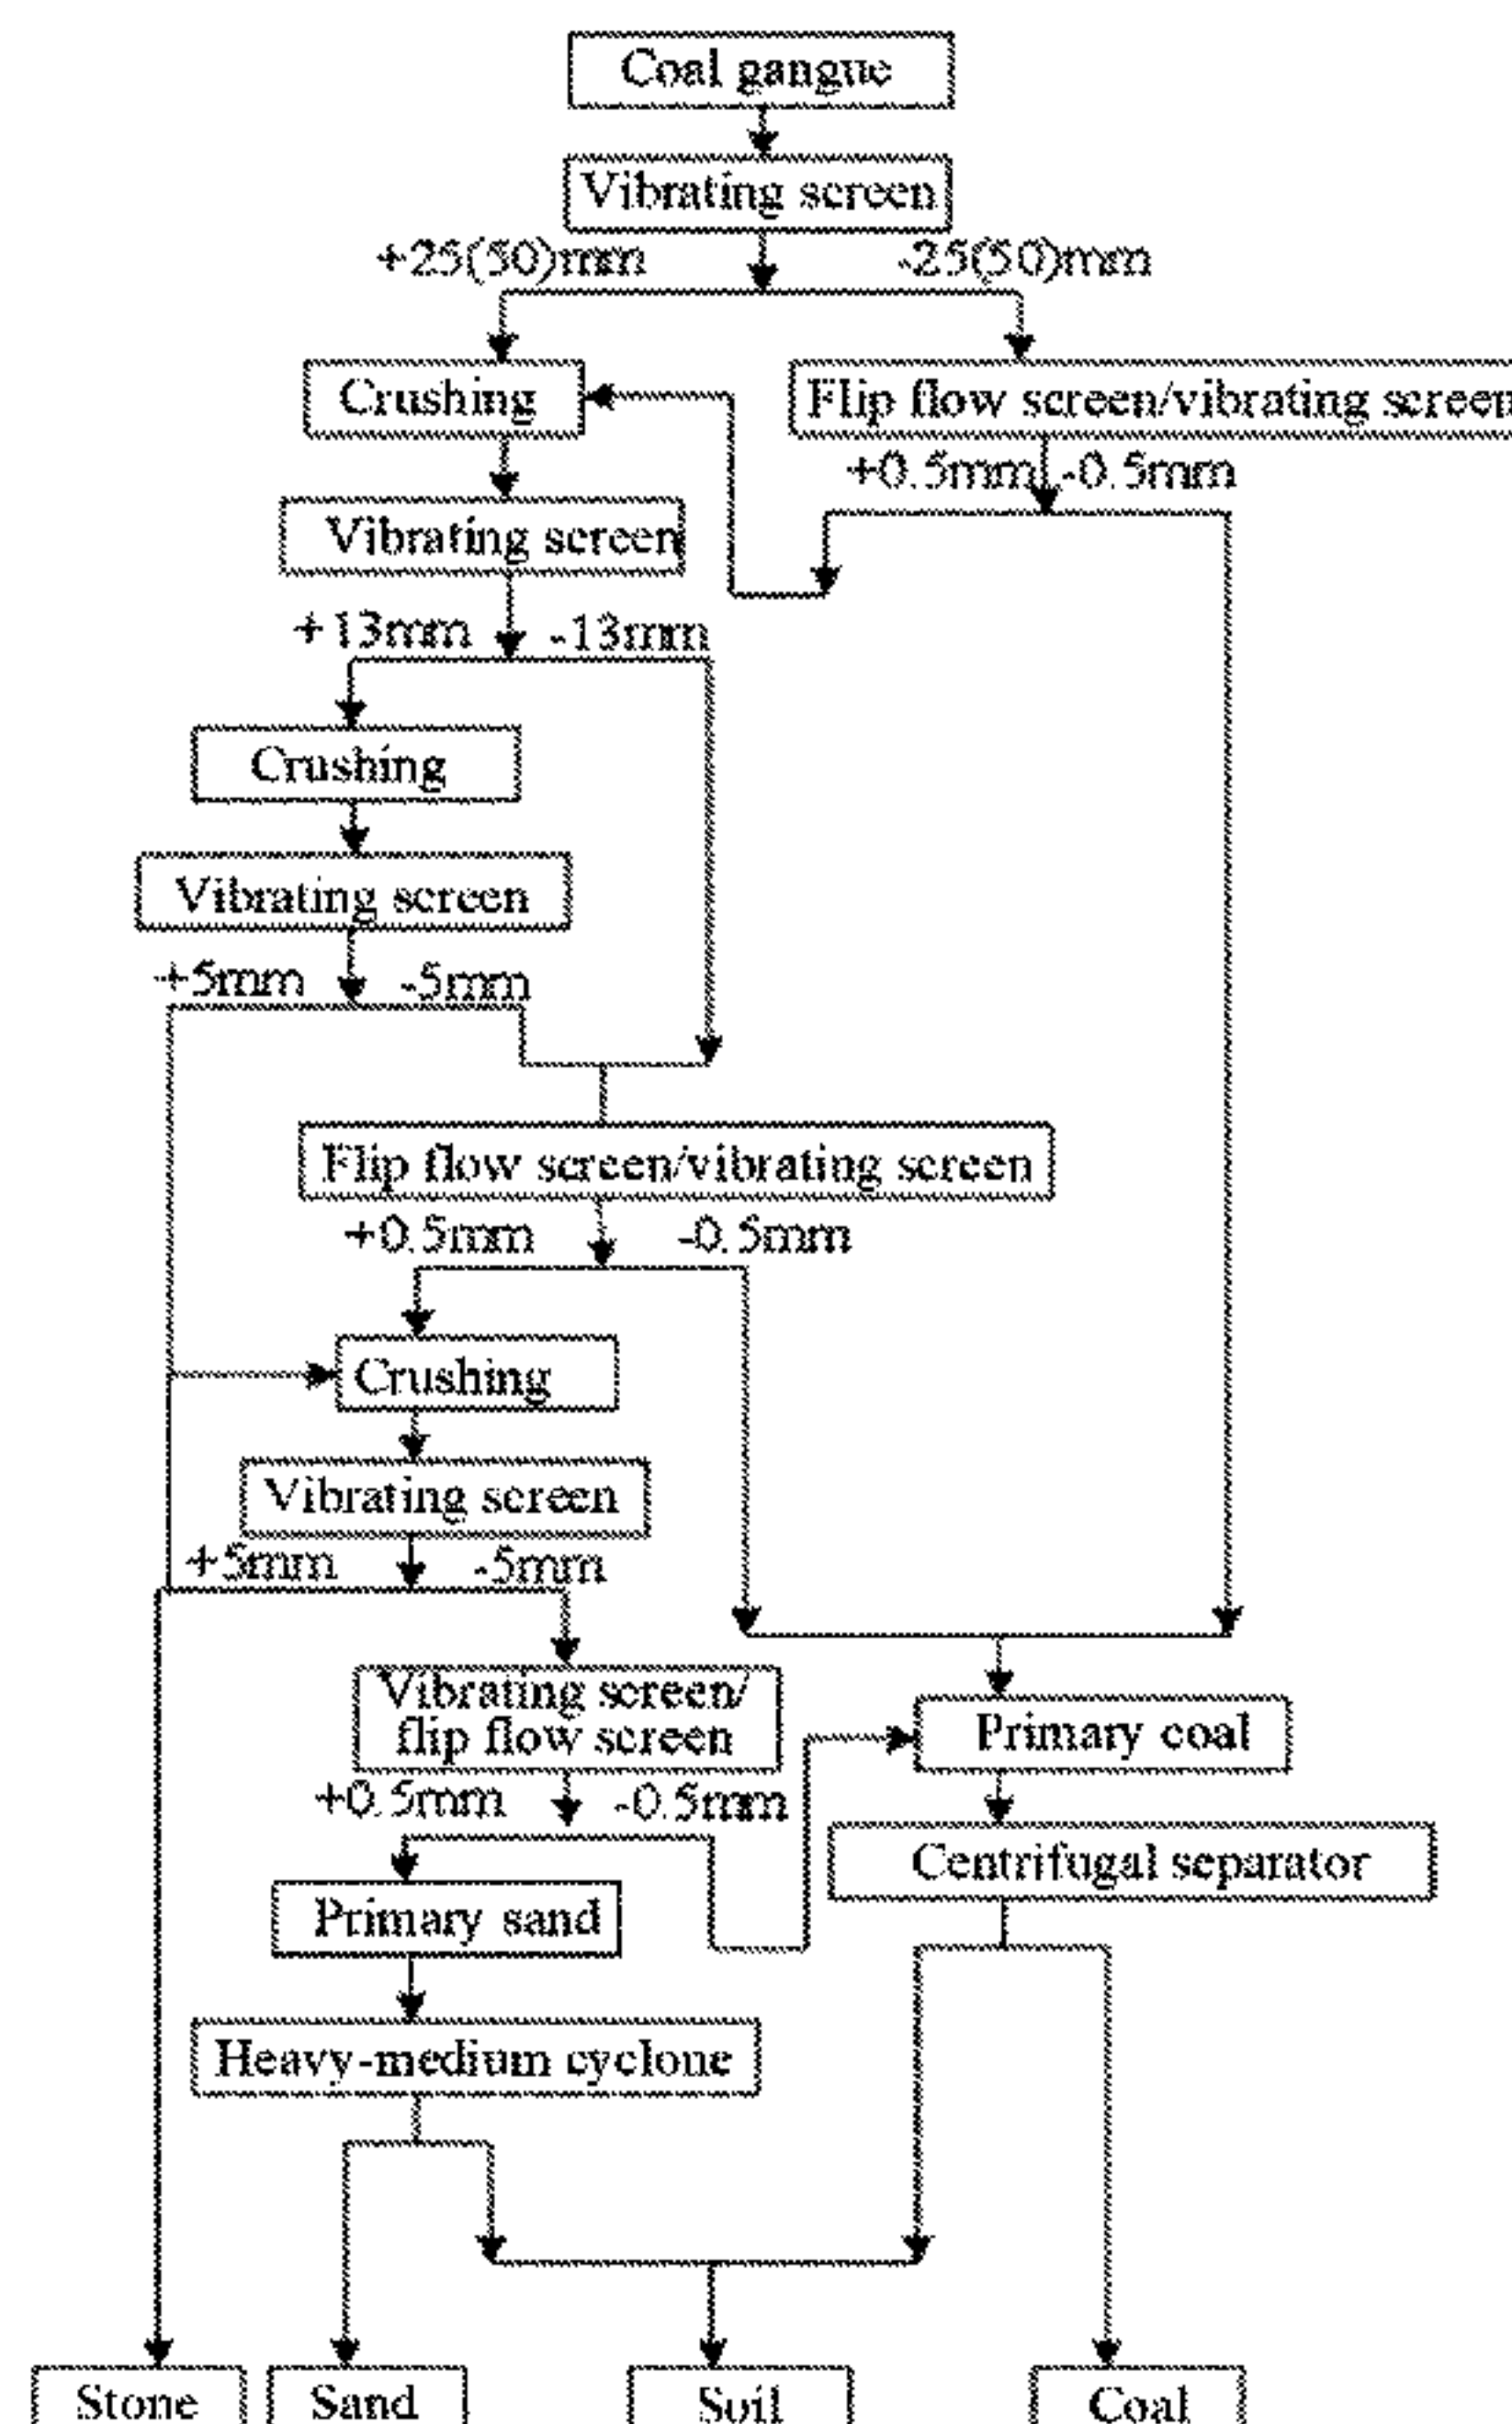 Coal gangue
Vibrating screen
+25(50)mm
-25(50)mm
Crushing
Flip flow screen/vibrating screen
+0.5mm
-0.5mm
Vibrating screen
+13mm
-13mm
Crushing
Vibrating screen
+5mm
-5mm
Flip flow screen/vibrating screen
+0.5mm
-0.5mm
Crushing
Vibrating screen
+5mm
-5mm
Vibrating screen/
flip flow screen
Primary coal
+0.5mm
-0.5mm
Centrifugal separator
Primary sand
Heavy-medium cyclone
Stone
Sand
Soil
Coal